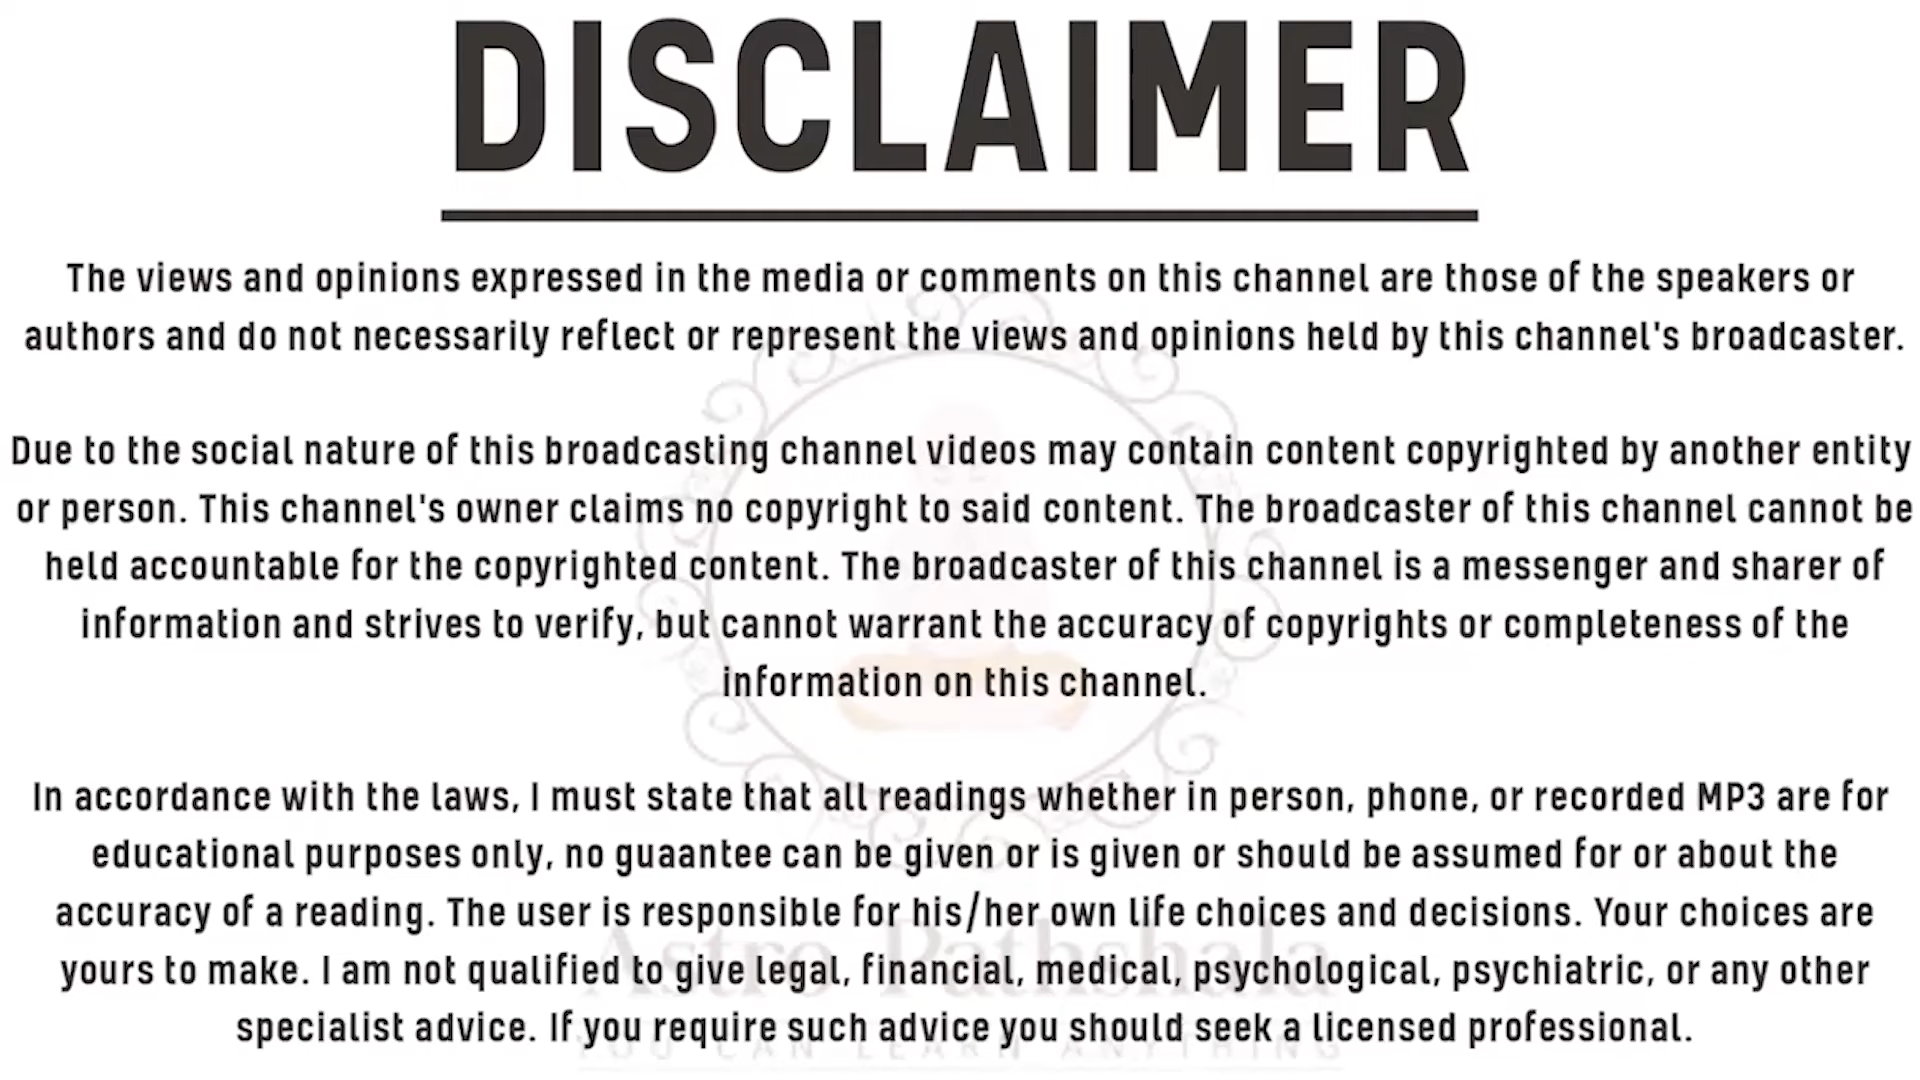 DISCLAIMER
The views and opinions expressed in the media or comments on this channel are those of the speakers or
authors and do not necessarily reflect or represent the views and opinions held by this channel's broadcaster.
Due to the social nature of this broadcasting channel videos may contain content copyrighted by another entity
or person. This channel's owner claims no copyright to said content. The broadcaster of this channel cannot be
held accountable for the copyrighted content. The broadcaster of this channel is a messenger and sharer of
information and strives to verify, but cannot warrant the accuracy of copyrights or completeness of the
information on this channel.
In accordance with the laws, I must state that all readings whether in person, phone, or recorded MP3 are for
educational purposes only, no guaantee can be given or is given or should be assumed for or about the
accuracy of a reading. The user is responsible for his/her own life choices and decisions. Your choices are
Astro Pathshala
yours to make. I am not qualified to give legal, financial, medical, psychological, psychiatric, or any other
specialist advice. If you require such advice you should seek a licensed professional.
YOU CAN LEARN ANYTHING